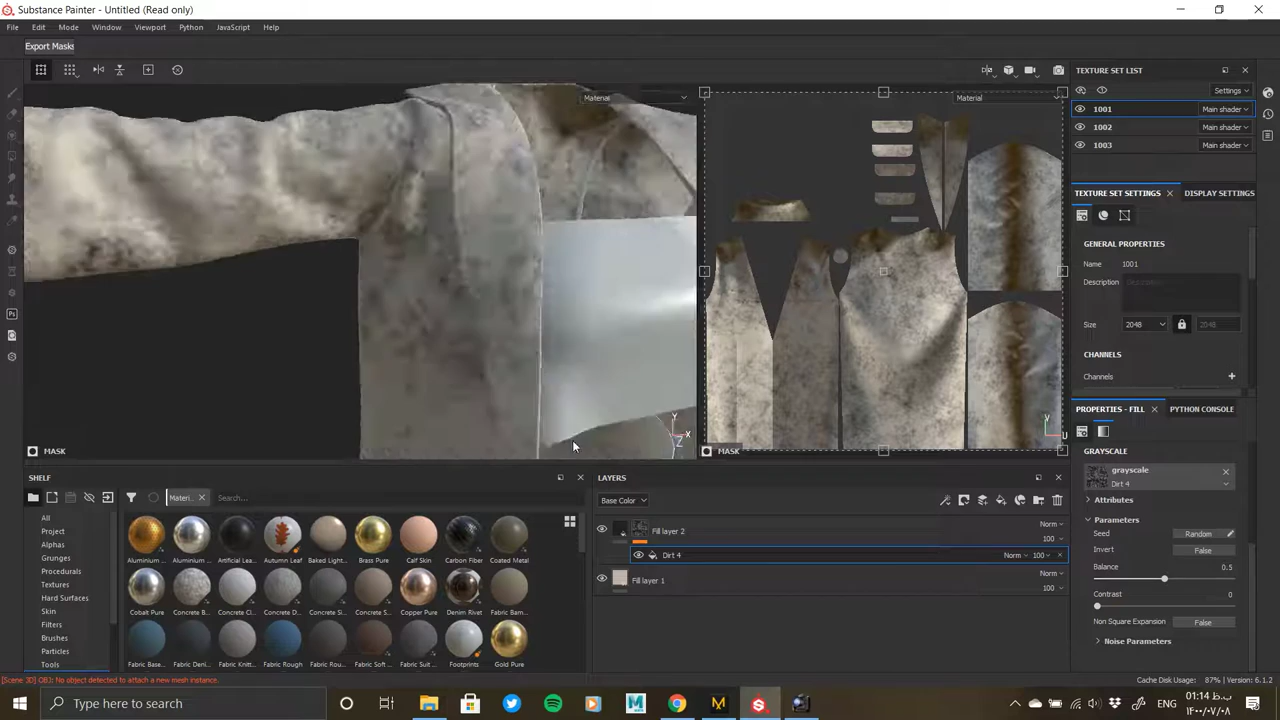 Substance Painter - Untitled (Read only)
File Edit Mode Window Viewport Python JavaScript Help
Export Masks
Material
Material
MASK
MASK
Y
X
Z
V
U
TEXTURE SET LIST
Settings
1001 Main shader
1002 Main shader
1003 Main shader
TEXTURE SET SETTINGS DISPLAY SETTINGS
GENERAL PROPERTIES
Name 1001
Description
Size 2048 2048
CHANNELS
Channels
PROPERTIES - FILL PYTHON CONSOLE
GRAYSCALE
grayscale
Dirt 4
Attributes
Parameters
Seed Random
Invert False
Balance 0.5
Contrast 0
Non Square Expansion False
Noise Parameters
SHELF
Materi... Search...
All
Project
Alphas
Grunges
Procedurals
Textures
Hard Surfaces
Skin
Filters
Brushes
Particles
Tools
Aluminium ... Aluminium ... Artificial Lea... Autumn Leaf Baked Light... Brass Pure Calf Skin Carbon Fiber Coated Metal
Cobalt Pure Concrete B... Concrete Cl... Concrete D... Concrete Si... Concrete S... Copper Pure Denim Rivet Fabric Bam...
Fabric Base... Fabric Deni... Fabric Knitt... Fabric Rough Fabric Rou... Fabric Soft ... Fabric Suit ... Footprints Gold Pure
LAYERS
Base Color
Fill layer 2 Norm
100
Dirt 4 Norm 100
Fill layer 1 Norm
100
[Scene 3D] OBJ: No object detected to attach a new mesh instance.
Cache Disk Usage: 87% | Version: 6.1.2
Type here to search
01:14 ب.ظ
۱۴۰۰/۰۷/۰۸